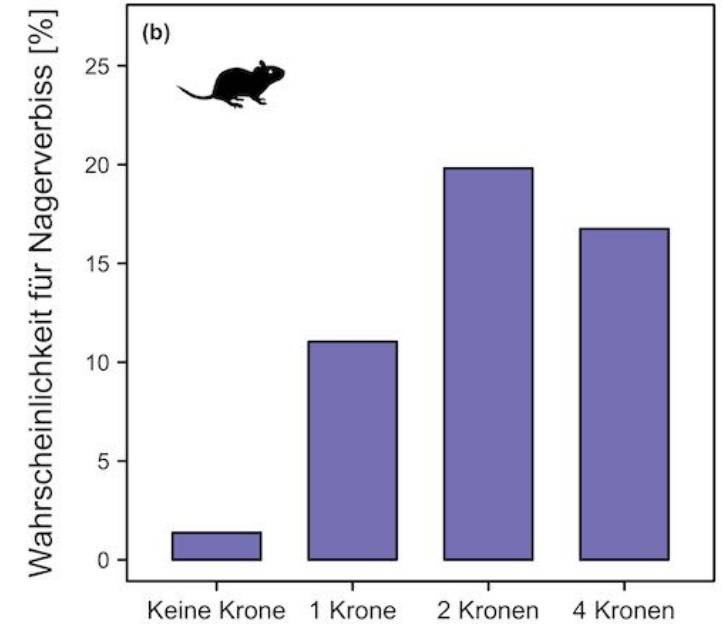 (b)
Wahrscheinlichkeit für Nagerverbiss [%]
25
20
15
10
5
0
Keine Krone 1 Krone 2 Kronen 4 Kronen